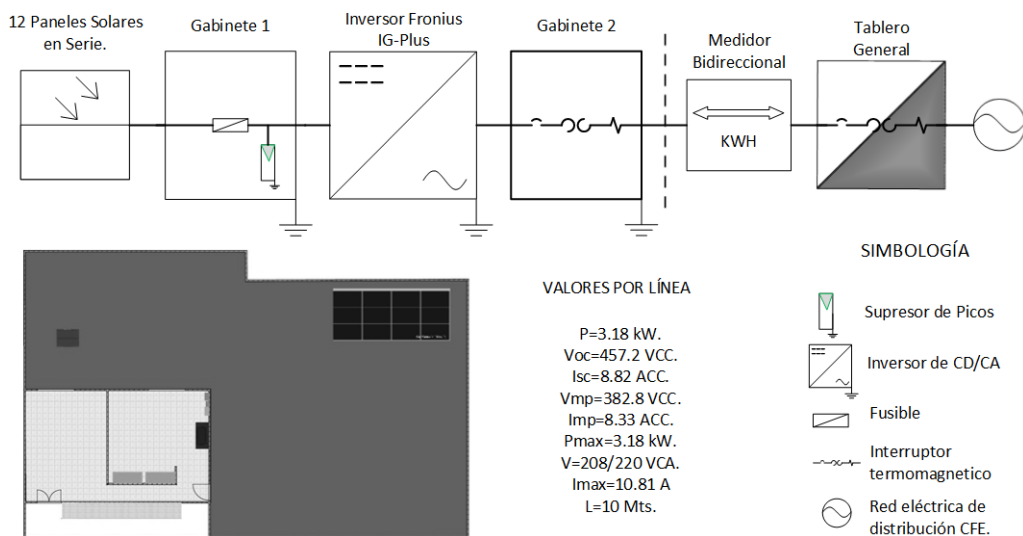 12 Paneles Solares
en Serie.
Gabinete 1
Inversor Fronius
IG-Plus
Gabinete 2
Medidor
Bidireccional
KWH
Tablero
General
VALORES POR LÍNEA
P=3.18 kW.
Voc=457.2 VCC.
Isc=8.82 ACC.
Vmp=382.8 VCC.
Imp=8.33 ACC.
Pmax=3.18 kW.
V=208/220 VCA.
Imax=10.81 A
L=10 Mts.
SIMBOLOGÍA
Supresor de Picos
Inversor de CD/CA
Fusible
Interruptor
termomagnetico
Red eléctrica de
distribución CFE.